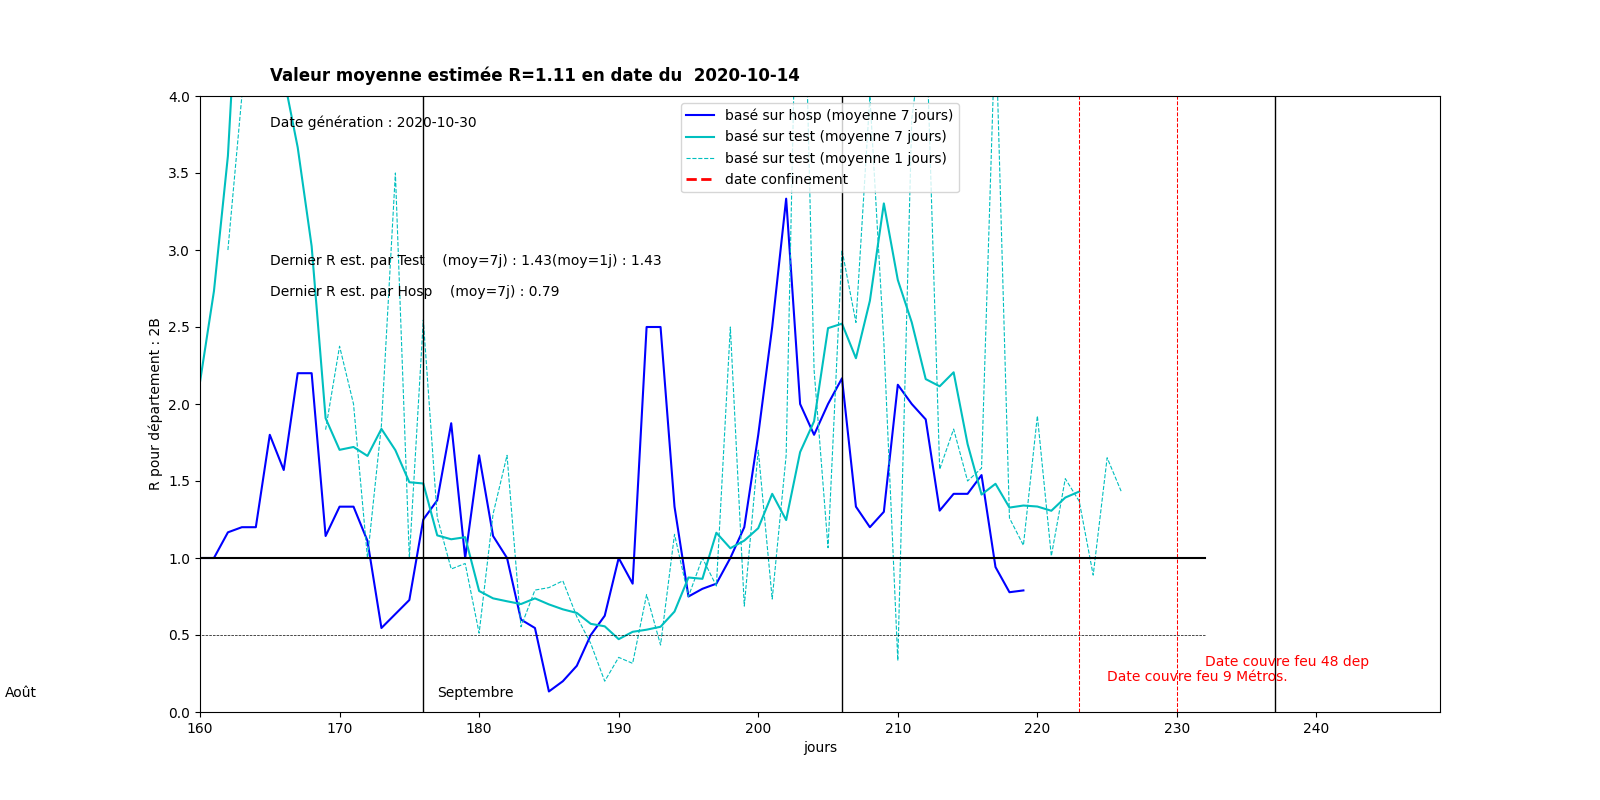 Valeur moyenne estimée R=1.11 en date du  2020-10-14
4.0
Date génération : 2020-10-30
basé sur hosp (moyenne 7 jours)
basé sur test (moyenne 7 jours)
basé sur test (moyenne 1 jours)
date confinement
3.5
3.0
Dernier R est. par Test    (moy=7j) : 1.43(moy=1j) : 1.43
Dernier R est. par Hosp    (moy=7j) : 0.79
2.5
R pour département : 2B
2.0
1.5
1.0
0.5
Date couvre feu 48 dep
Date couvre feu 9 Métros.
Août
Septembre
0.0
160 170 180 190 200 210 220 230 240
jours